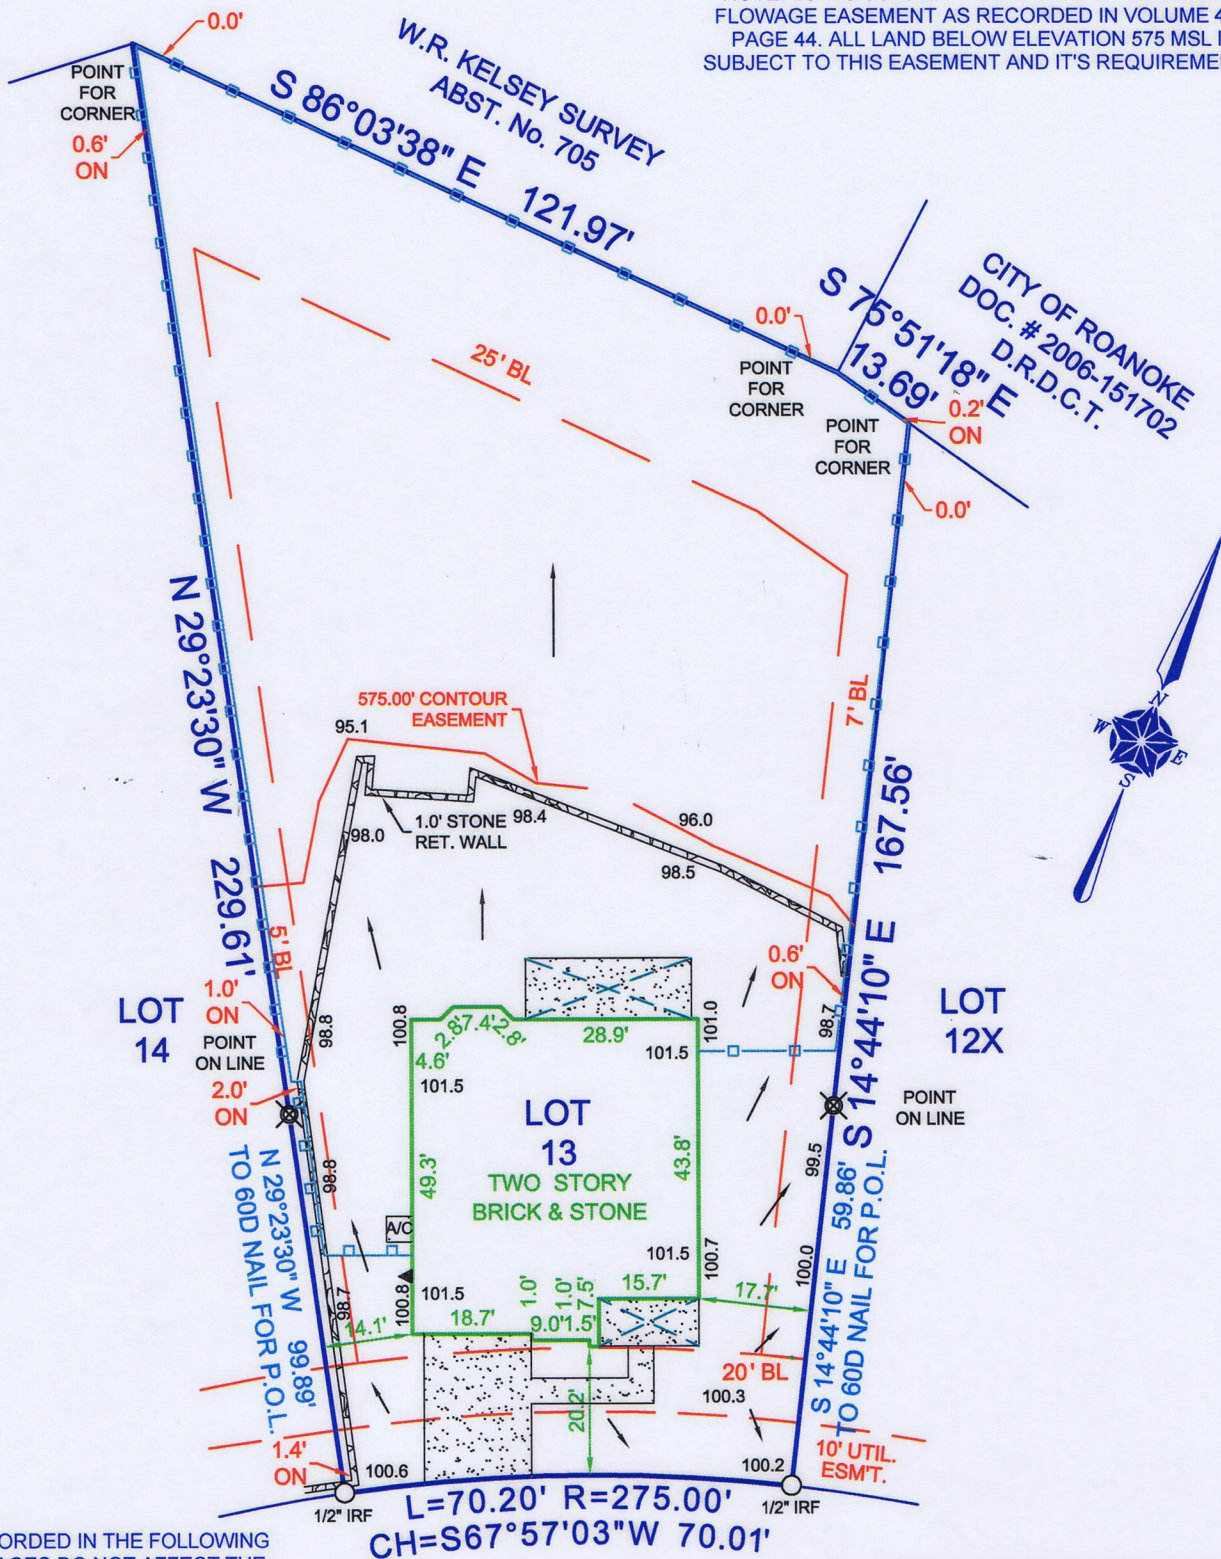 FLOWAGE EASEMENT AS RECORDED IN VOLUME 4
PAGE 44. ALL LAND BELOW ELEVATION 575 MSL
SUBJECT TO THIS EASEMENT AND IT'S REQUIREME
0.0'
POINT
FOR
CORNER
0.6'
ON
W.R. KELSEY SURVEY
ABST. No. 705
S 86°03'38" E 121.97'
CITY OF ROANOKE
DOC. # 2006-151702
D.R.D.C.T.
S 75°51'18" E
13.69'
0.0'
POINT
FOR
CORNER
0.2'
ON
POINT
FOR
CORNER
0.0'
25' BL
N 29°23'30" W 229.61'
575.00' CONTOUR
EASEMENT
7' BL
N
W
E
S
95.1
98.0
1.0' STONE
RET. WALL
98.4
96.0
98.5
S 14°44'10" E 167.56'
5' BL
0.6'
ON
LOT
14
1.0'
ON
POINT
ON LINE
2.0'
ON
98.8
100.8
2.8'
7.4'
2.8'
28.9'
101.0
98.7
LOT
12X
4.6'
101.5
101.5
POINT
ON LINE
LOT
13
TWO STORY
BRICK & STONE
49.3'
43.8'
98.8
99.5
N 29°23'30" W 99.89'
TO 60D NAIL FOR P.O.L.
S 14°44'10" E 59.86'
TO 60D NAIL FOR P.O.L.
A/C
101.5
100.7
100.0
98.7
100.8
101.5
1.0'
1.0'
7.5'
15.7'
17.7'
14.1'
18.7'
9.0'
1.5'
20' BL
20.2'
100.3
1.4'
ON
100.6
100.2
10' UTIL.
ESM'T.
1/2" IRF
L=70.20' R=275.00'
1/2" IRF
CH=S67°57'03"W 70.01'
ORDED IN THE FOLLOWING